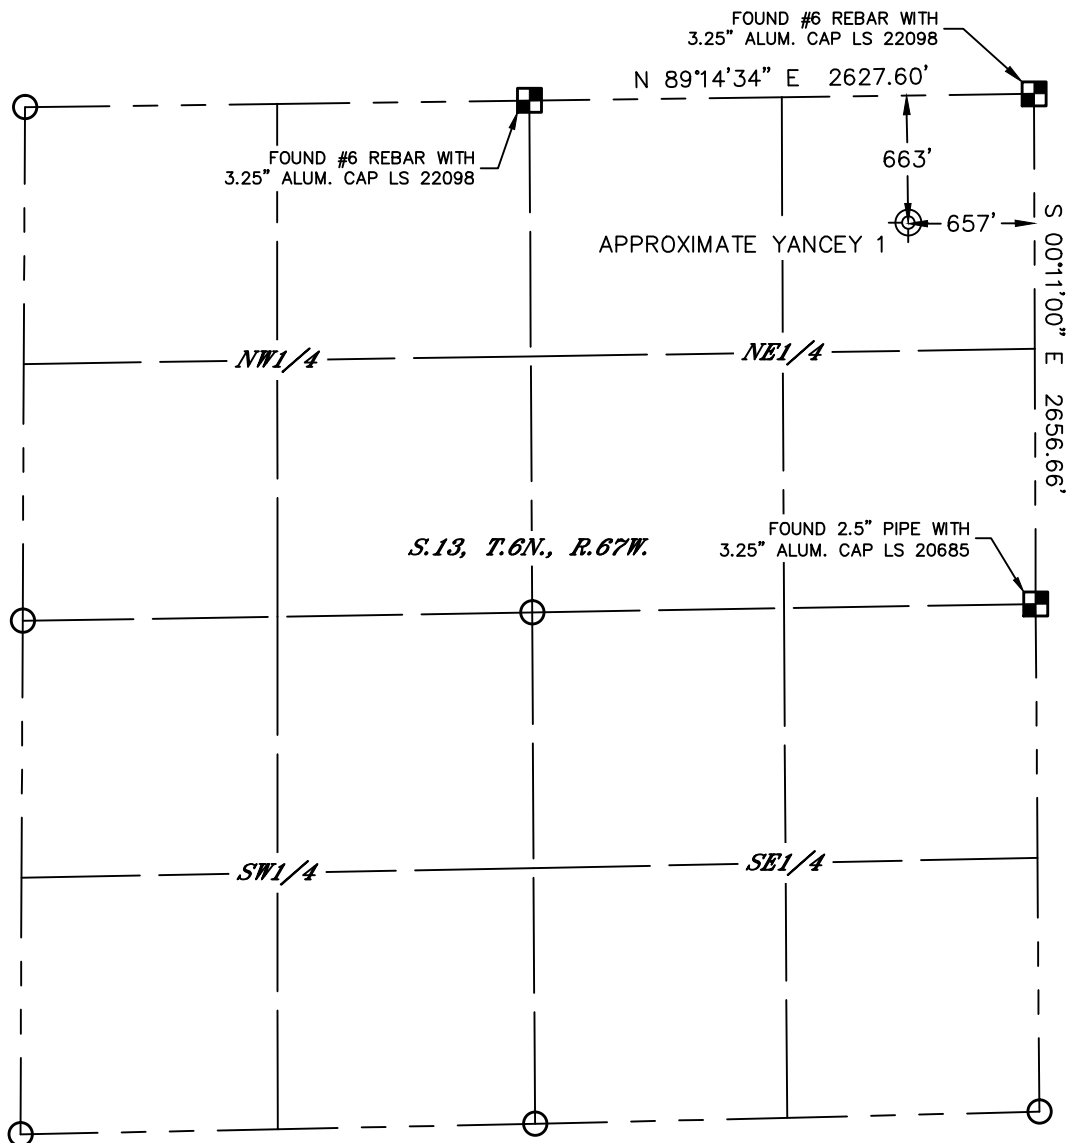 FOUND #6 REBAR WITH
3.25" ALUM. CAP LS 22098
N 89°14'34" E 2627.60'
FOUND #6 REBAR WITH
3.25" ALUM. CAP LS 22098
663'
657'
APPROXIMATE YANCEY 1
S 00°11'00" E 2656.66'
NW1/4
NE1/4
S.13, T.6N., R.67W.
FOUND 2.5" PIPE WITH
3.25" ALUM. CAP LS 20685
SW1/4
SE1/4